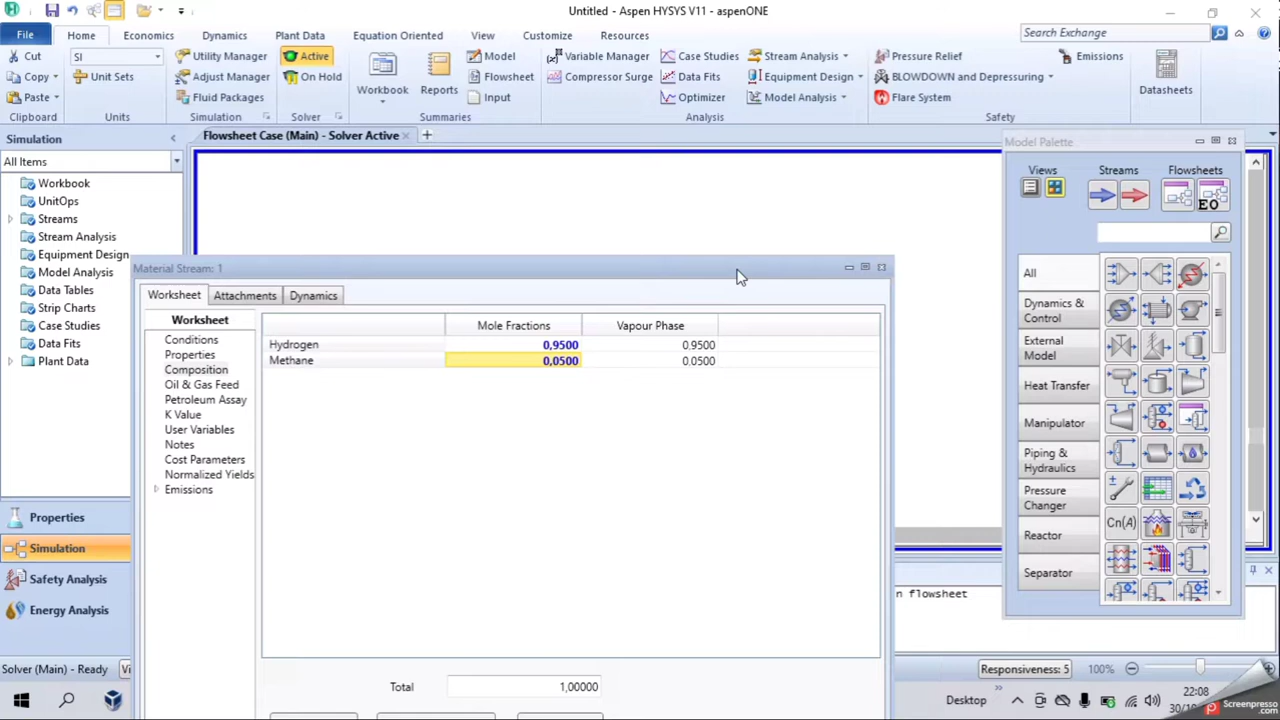 Untitled - Aspen HYSYS V11 - aspenONE
File
Home
Economics
Dynamics
Plant Data
Equation Oriented
View
Customize
Resources
Search Exchange
Cut
SI
Utility Manager
Active
Model
Variable Manager
Case Studies
Stream Analysis
Pressure Relief
Emissions
Copy
Unit Sets
Adjust Manager
On Hold
Workbook
Reports
Flowsheet
Compressor Surge
Data Fits
Equipment Design
BLOWDOWN and Depressuring
Datasheets
Paste
Fluid Packages
Input
Optimizer
Model Analysis
Flare System
Clipboard
Units
Simulation
Solver
Summaries
Analysis
Safety
Simulation
Flowsheet Case (Main) - Solver Active
All Items
Workbook
UnitOps
Streams
Stream Analysis
Equipment Design
Model Analysis
Data Tables
Strip Charts
Case Studies
Data Fits
Plant Data
Properties
Simulation
Safety Analysis
Energy Analysis
Material Stream: 1
Worksheet
Attachments
Dynamics
Worksheet
Conditions
Properties
Composition
Oil & Gas Feed
Petroleum Assay
K Value
User Variables
Notes
Cost Parameters
Normalized Yields
Emissions
Mole Fractions
Vapour Phase
Hydrogen
0,9500
0,9500
Methane
0,0500
0,0500
Total
1,00000
Model Palette
Views
Streams
Flowsheets
EO
All
Dynamics &
Control
External
Model
Heat Transfer
Manipulator
Piping &
Hydraulics
Pressure
Changer
Reactor
Separator
Cn(A)
n flowsheet
Solver (Main) - Ready
Responsiveness: 5
100%
Desktop
22:08
Screenpresso
.com